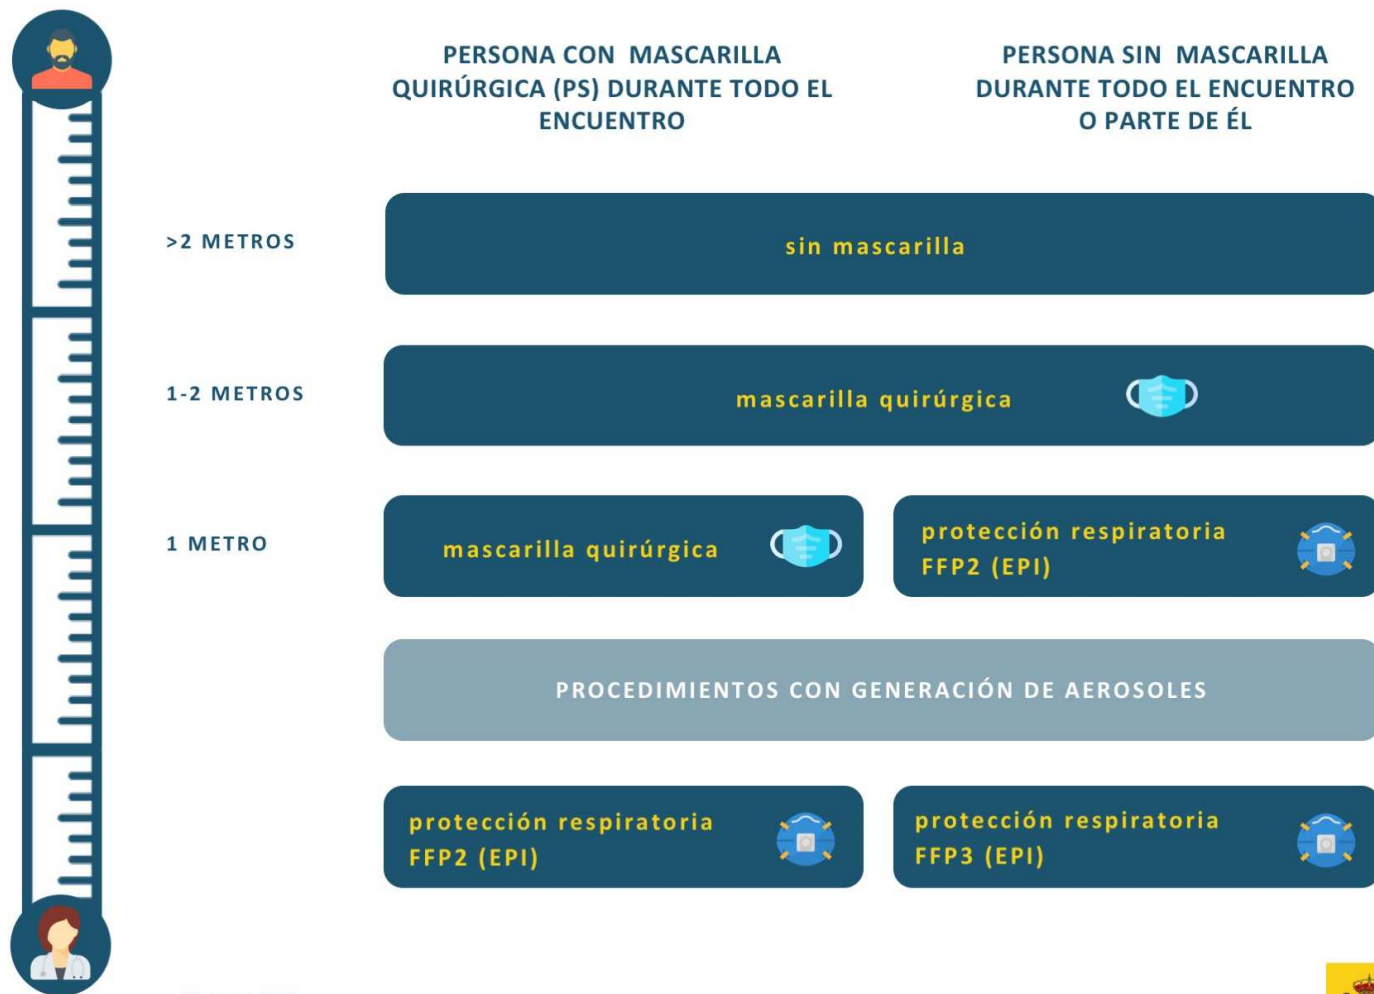 PERSONA CON MASCARILLA
QUIRÚRGICA (PS) DURANTE TODO EL
ENCUENTRO
PERSONA SIN MASCARILLA
DURANTE TODO EL ENCUENTRO
O PARTE DE ÉL
>2 METROS
sin mascarilla
1-2 METROS
mascarilla quirúrgica
1 METRO
mascarilla quirúrgica
protección respiratoria
FFP2 (EPI)
PROCEDIMIENTOS CON GENERACIÓN DE AEROSOLES
protección respiratoria
FFP2 (EPI)
protección respiratoria
FFP3 (EPI)